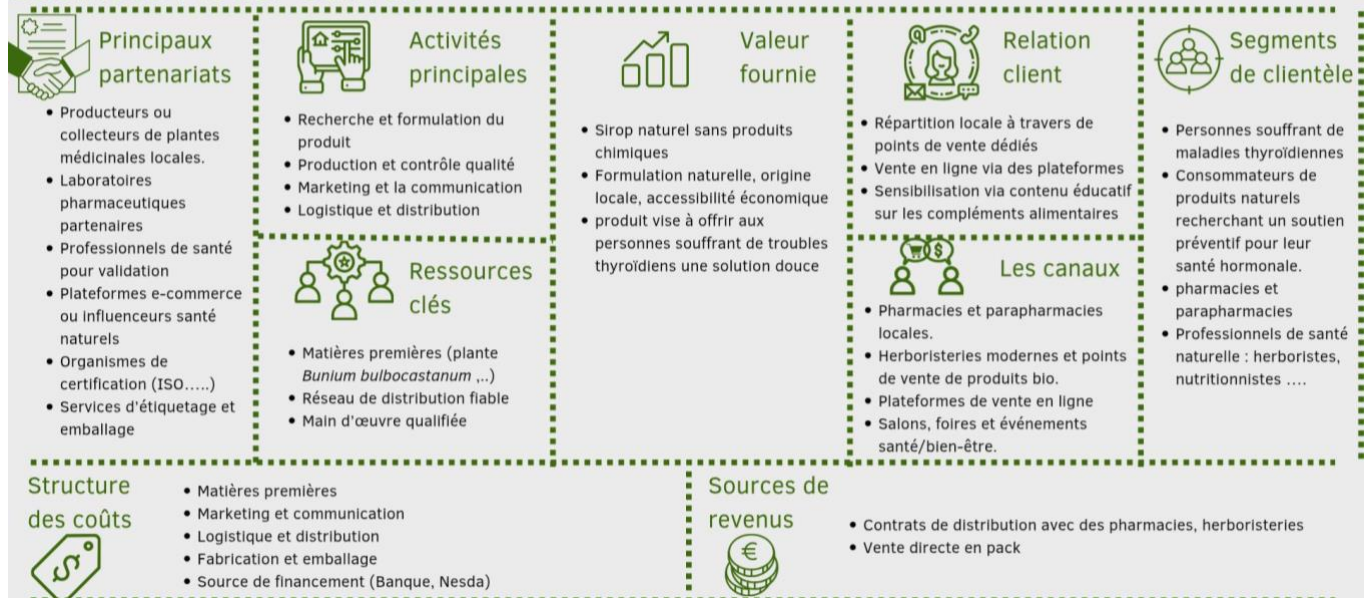 Principaux
partenariats
• Producteurs ou
collecteurs de plantes
médicinales locales.
• Laboratoires
pharmaceutiques
partenaires
• Professionnels de santé
pour validation
• Plateformes e-commerce
ou influenceurs santé
naturels
• Organismes de
certification (ISO.....)
• Services d'étiquetage et
emballage
Activités
principales
• Recherche et formulation du
produit
• Production et contrôle qualité
• Marketing et la communication
• Logistique et distribution
Ressources
clés
• Matières premières (plante
Bunium bulbocastanum ,..)
• Réseau de distribution fiable
• Main d'œuvre qualifiée
Valeur
fournie
• Sirop naturel sans produits
chimiques
• Formulation naturelle, origine
locale, accessibilité économique
• produit vise à offrir aux
personnes souffrant de troubles
thyroïdiens une solution douce
Relation
client
• Répartition locale à travers de
points de vente dédiés
• Vente en ligne via des plateformes
• Sensibilisation via contenu éducatif
sur les compléments alimentaires
Les canaux
• Pharmacies et parapharmacies
locales.
• Herboristeries modernes et points
de vente de produits bio.
• Plateformes de vente en ligne
• Salons, foires et événements
santé/bien-être.
Segments
de clientèle
• Personnes souffrant de
maladies thyroïdiennes
• Consommateurs de
produits naturels
recherchant un soutien
préventif pour leur
santé hormonale.
• pharmacies et
parapharmacies
• Professionnels de santé
naturelle : herboristes,
nutritionnistes ....
Structure
des coûts
• Matières premières
• Marketing et communication
• Logistique et distribution
• Fabrication et emballage
• Source de financement (Banque, Nesda)
Sources de
revenus
• Contrats de distribution avec des pharmacies, herboristeries
• Vente directe en pack